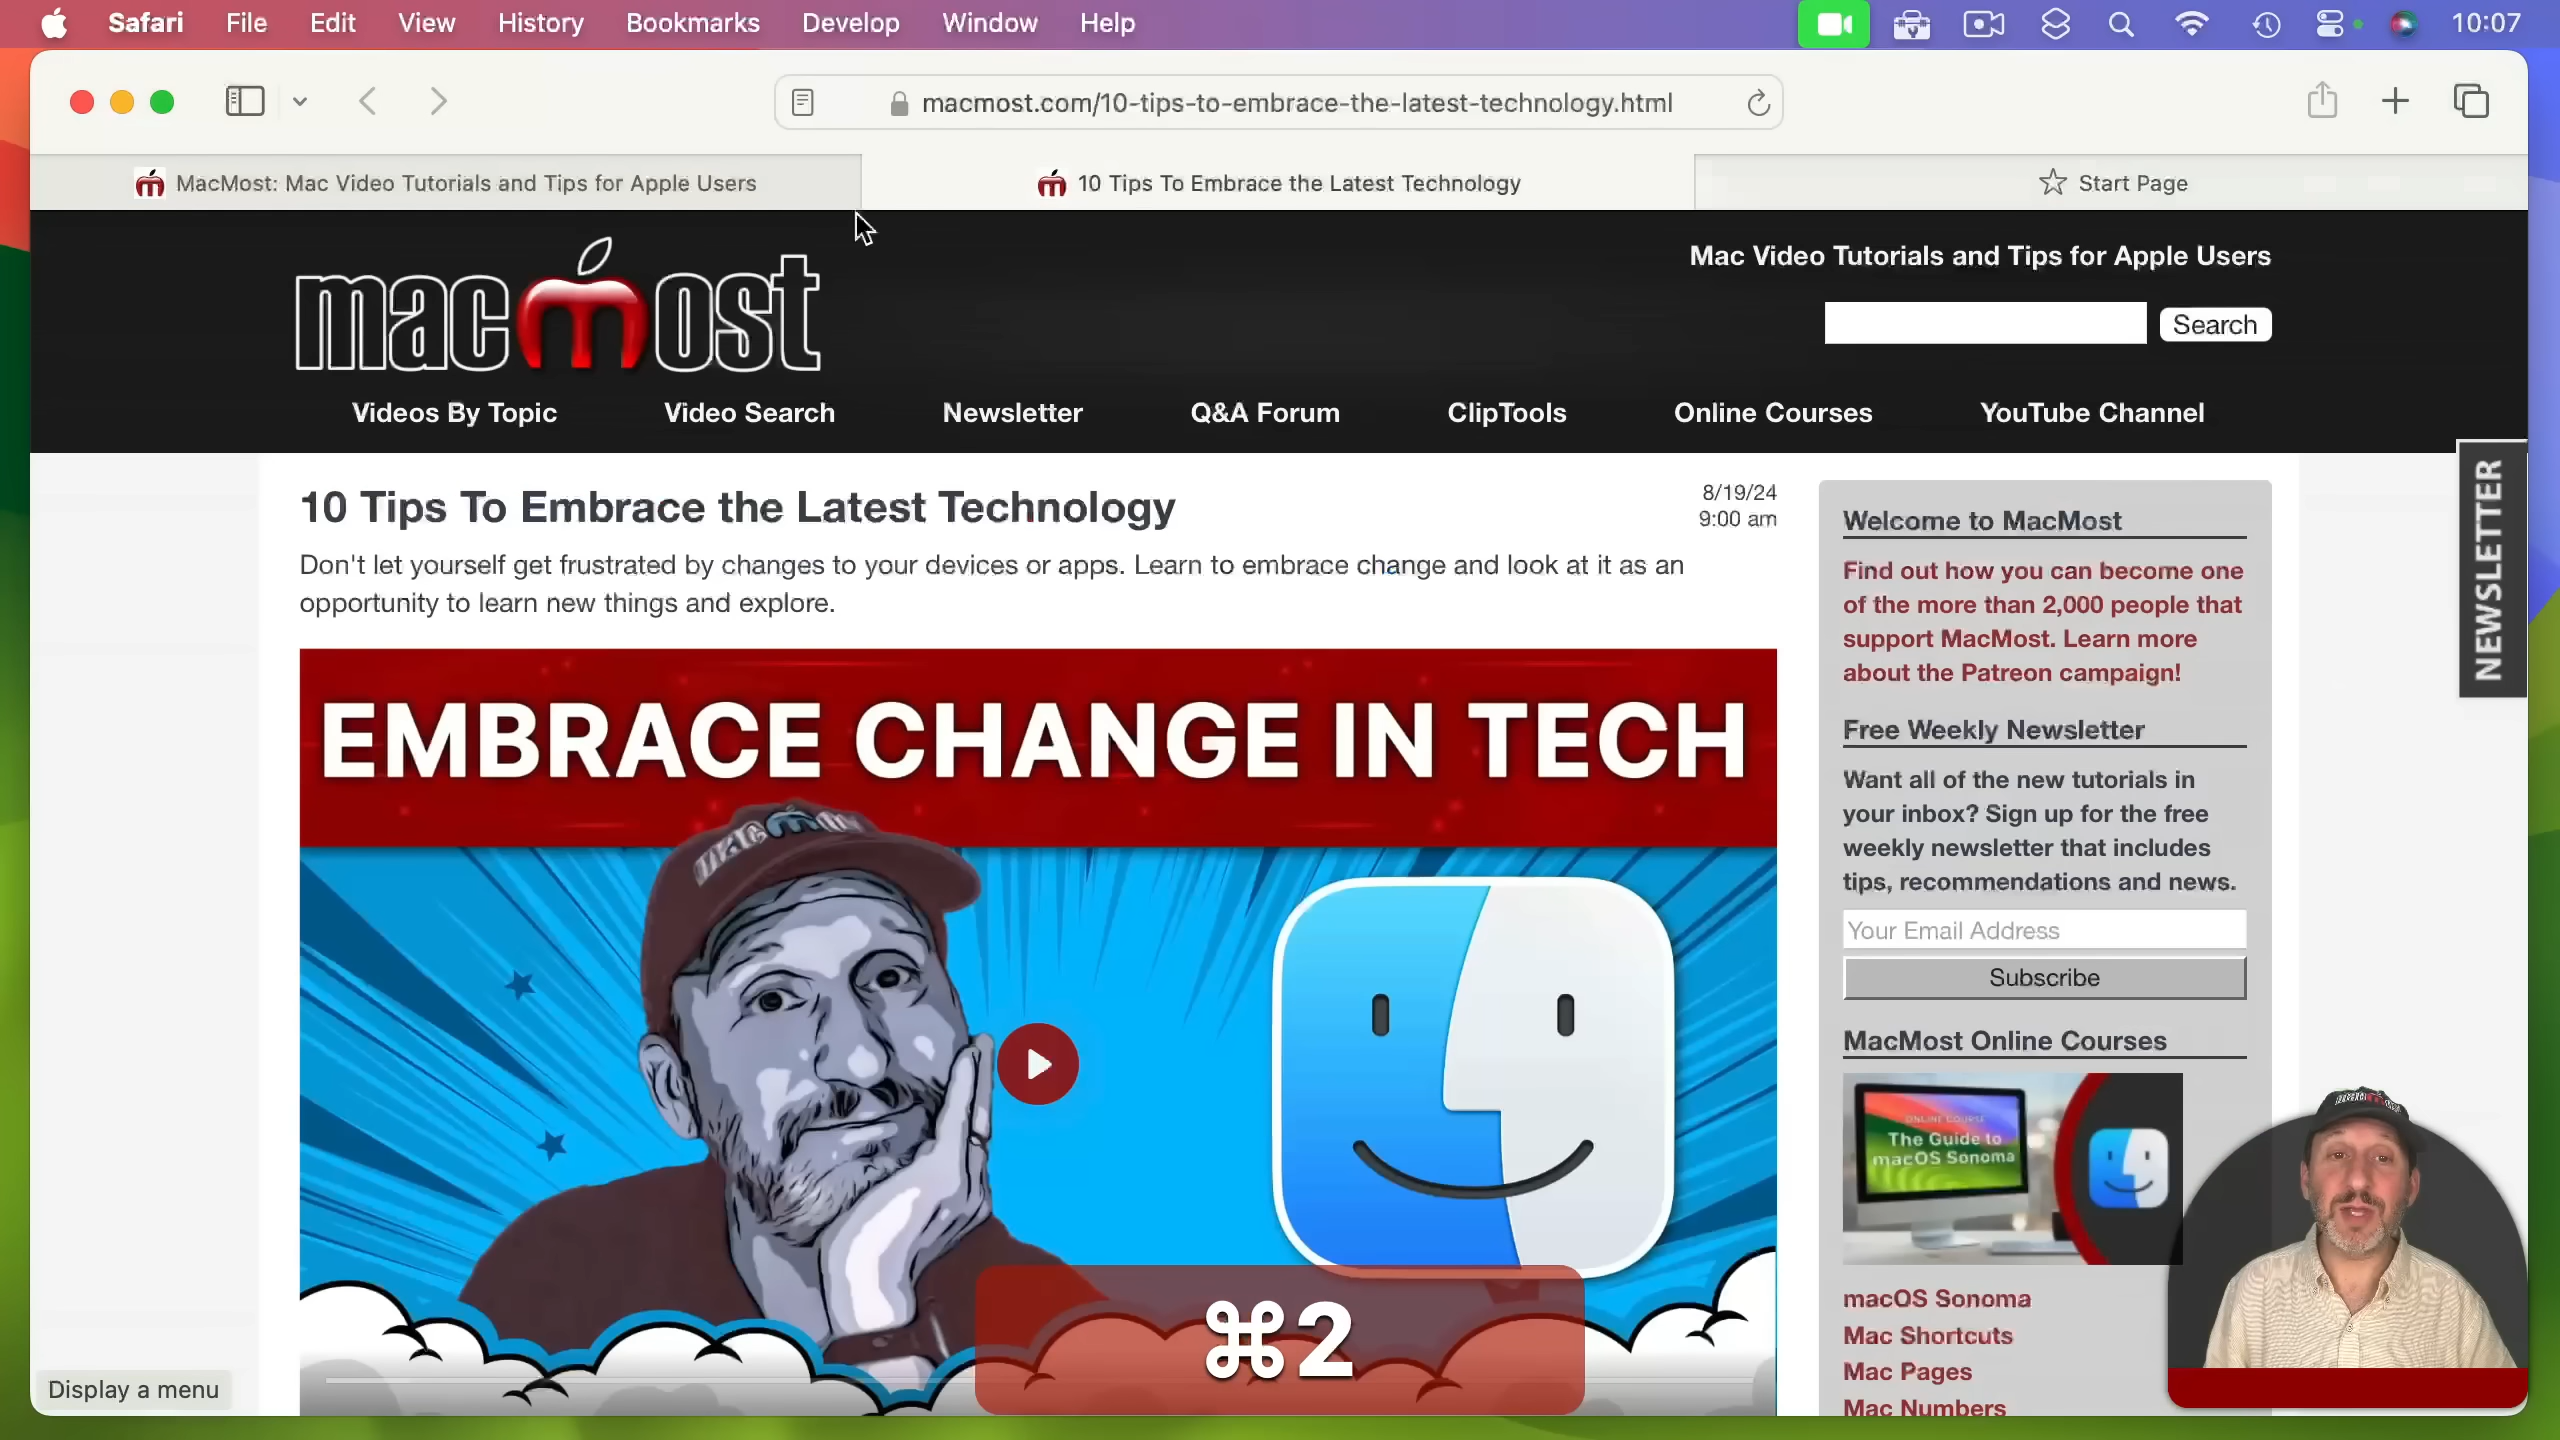 Safari File Edit View History Bookmarks Develop Window Help 10:07
macmost.com/10-tips-to-embrace-the-latest-technology.html
MacMost: Mac Video Tutorials and Tips for Apple Users
10 Tips To Embrace the Latest Technology
Start Page
macmost
Mac Video Tutorials and Tips for Apple Users
Search
Videos By Topic Video Search Newsletter Q&A Forum ClipTools Online Courses YouTube Channel
NEWSLETTER
10 Tips To Embrace the Latest Technology
8/19/24
9:00 am
Don't let yourself get frustrated by changes to your devices or apps. Learn to embrace change and look at it as an
opportunity to learn new things and explore.
EMBRACE CHANGE IN TECH
⌘2
Display a menu
Welcome to MacMost
Find out how you can become one
of the more than 2,000 people that
support MacMost. Learn more
about the Patreon campaign!
Free Weekly Newsletter
Want all of the new tutorials in
your inbox? Sign up for the free
weekly newsletter that includes
tips, recommendations and news.
Your Email Address
Subscribe
MacMost Online Courses
ONLINE COURSE
The Guide to
macOS Sonoma
macOS Sonoma
Mac Shortcuts
Mac Pages
Mac Numbers